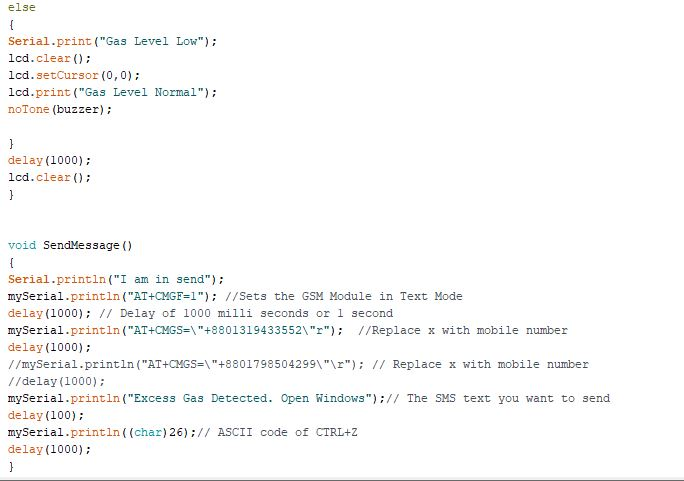 else
{
Serial.print("Gas Level Low");
lcd.clear();
lcd.setCursor(0,0);
lcd.print("Gas Level Normal");
noTone(buzzer);
}
delay(1000);
lcd.clear();
}
void SendMessage()
{
Serial.println("I am in send");
mySerial.println("AT+CMGF=1"); //Sets the GSM Module in Text Mode
delay(1000); // Delay of 1000 milli seconds or 1 second
mySerial.println("AT+CMGS=\"+8801319433552\"r"); //Replace x with mobile number
delay(1000);
//mySerial.println("AT+CMGS=\"+8801798504299\"\r"); // Replace x with mobile number
//delay(1000);
mySerial.println("Excess Gas Detected. Open Windows");// The SMS text you want to send
delay(100);
mySerial.println((char)26);// ASCII code of CTRL+Z
delay(1000);
}